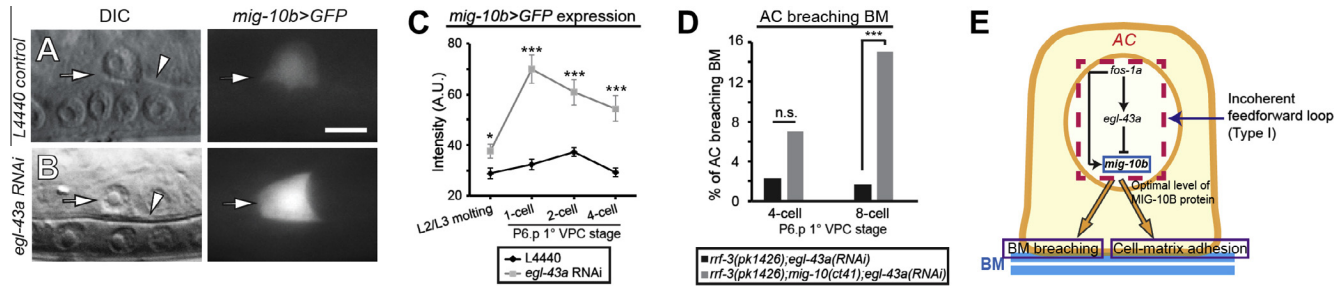 DIC
mig-10b>GFP
L4440 control
A
egl-43a RNAi
B
C
mig-10b>GFP expression
Intensity (A.U.)
80
60
40
20
*
***
***
***
L2/L3 molting
1-cell
2-cell
4-cell
P6.p 1° VPC stage
L4440
egl-43a RNAi
D
AC breaching BM
% of AC breaching BM
16
12
8
4
0
n.s.
***
4-cell
8-cell
P6.p 1° VPC stage
rrf-3(pk1426);egl-43a(RNAi)
rrf-3(pk1426);mig-10(ct41);egl-43a(RNAi)
E
AC
fos-1a
egl-43a
mig-10b
Incoherent
feedforward loop
(Type I)
Optimal level of
MIG-10B protein
BM breaching
Cell-matrix adhesion
BM